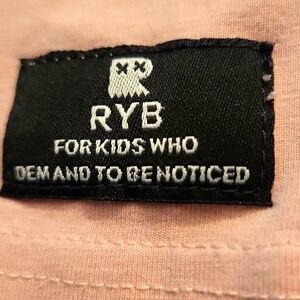 RYB
FOR KIDS WHO
DEMAND TO BE NOTICED